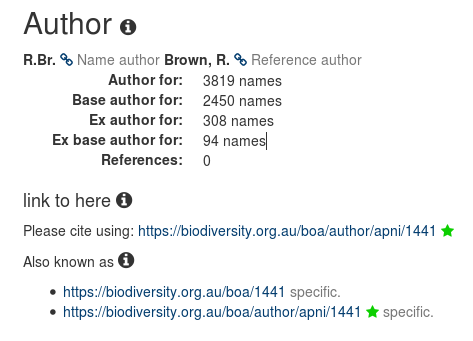 Author
R.Br. Name author Brown, R. Reference author
Author for: 3819 names
Base author for: 2450 names
Ex author for: 308 names
Ex base author for: 94 names
References: 0
link to here
Please cite using: https://biodiversity.org.au/boa/author/apni/1441
Also known as
https://biodiversity.org.au/boa/1441 specific.
https://biodiversity.org.au/boa/author/apni/1441 specific.